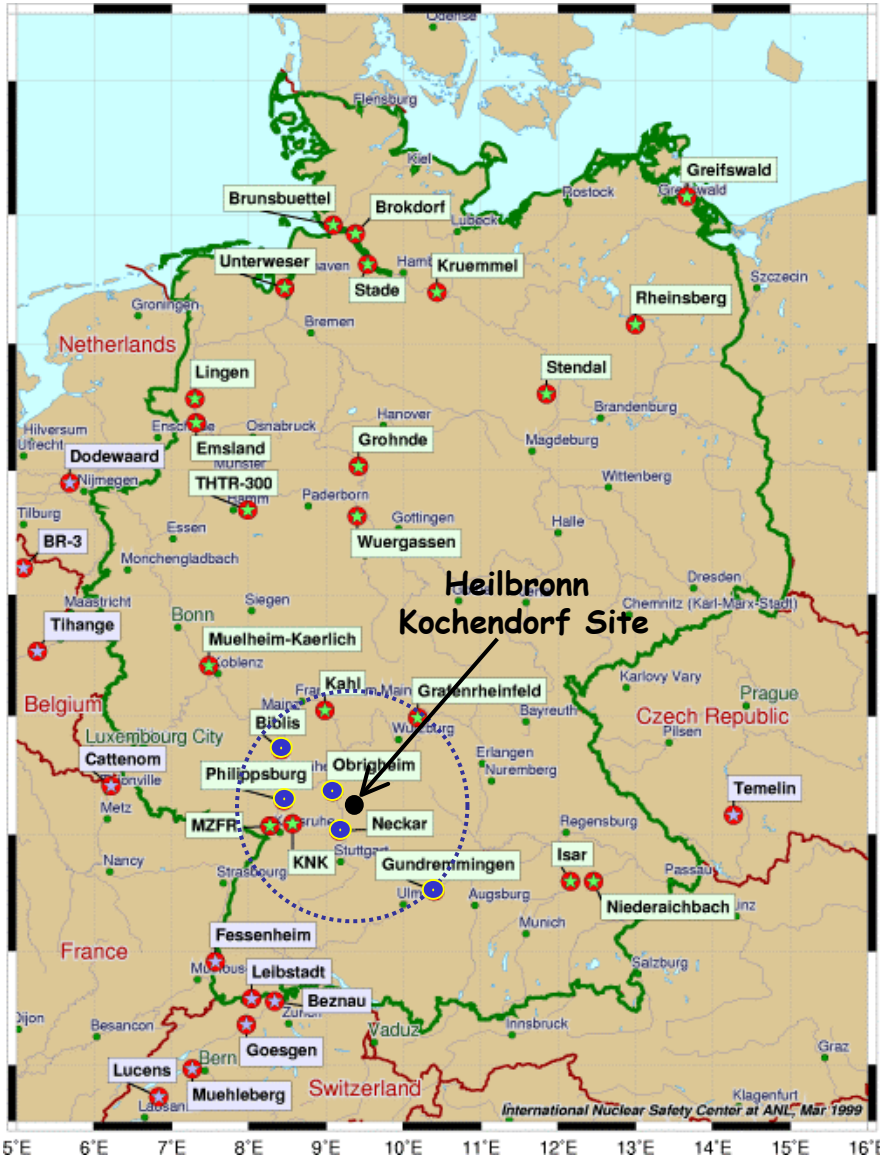 Odense
Flensburg
Kiel
Greifswald
Rostock
Brunsbuettel
Brokdorf
Lubeck
Unterweser
Kruemmel
Stade
Szczecin
Rheinsberg
Groningen
Bremen
Netherlands
Stendal
Lingen
Brandenburg
Hanover
Hilversum
Utrecht
Osnabruck
Grohnde
Magdeburg
Emsland
Dodewaard
Munster
Nijmegen
THTR-300
Wittenberg
Hamm
Paderborn
Tilburg
Gottingen
Essen
Halle
BR-3
Wuergassen
Monchengladbach
Heilbronn
Dresden
Maastricht
Siegen
Chemnitz (Karl-Marx-Stadt)
Bonn
Kochendorf Site
Tihange
Muelheim-Kaerlich
Koblenz
Karlovy Vary
Kahl
Grafenrheinfeld
Prague
Belgium
Bayreuth
Czech Republic
Biblis
Wurzburg
Pilsen
Luxembourg City
Cattenom
Erlangen
Obrigheim
Nuremberg
Philippsburg
Temelin
Metz
MZFR
Neckar
Regensburg
Stuttgart
Nancy
KNK
Gundremmingen
Isar
Strasbourg
Passau
Ulm
Augsburg
Niederaichbach
Munich
Fessenheim
France
Salzburg
Leibstadt
Beznau
Dijon
Zurich
Besancon
Vaduz
Innsbruck
Goesgen
Graz
Bern
Lucens
Muehleberg
Switzerland
Klagenfurt
International Nuclear Safety Center at ANL, Mar 1999
5°E 6°E 7°E 8°E 9°E 10°E 11°E 12°E 13°E 14°E 15°E 16°E